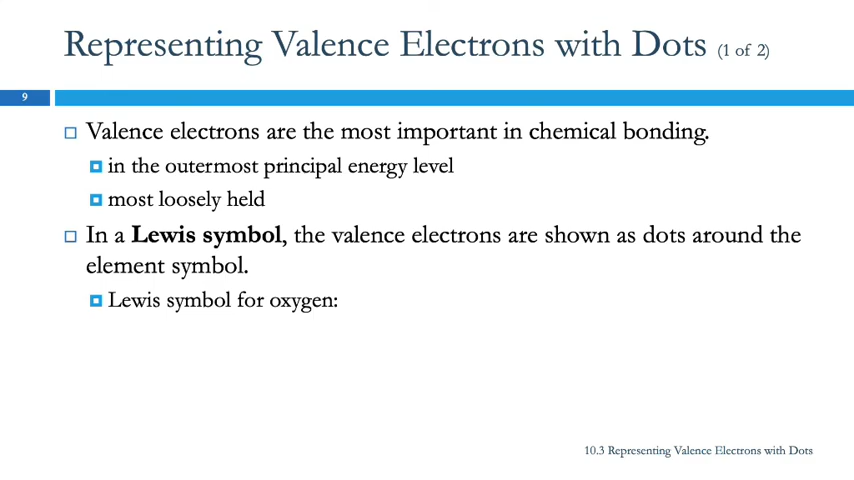 Representing Valence Electrons with Dots (1 of 2)
9
Valence electrons are the most important in chemical bonding.
in the outermost principal energy level
most loosely held
In a Lewis symbol, the valence electrons are shown as dots around the
element symbol.
Lewis symbol for oxygen:
10.3 Representing Valence Electrons with Dots